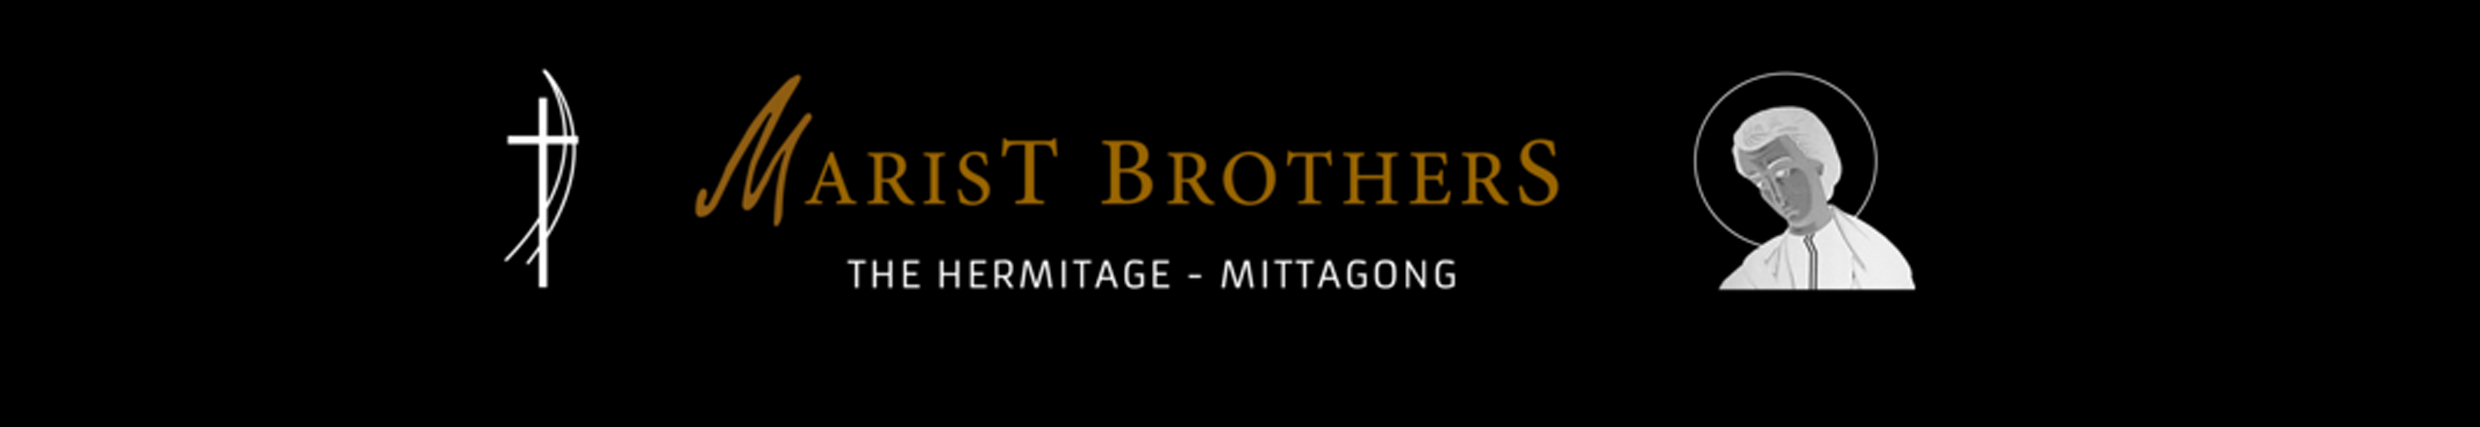 MARIST BROTHERS
THE HERMITAGE - MITTAGONG